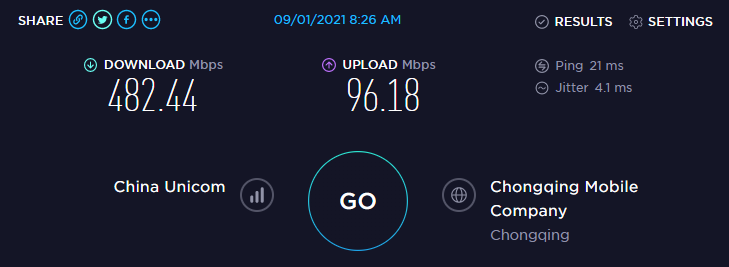 SHARE
09/01/2021 8:26 AM
RESULTS
SETTINGS
DOWNLOAD Mbps
482.44
UPLOAD Mbps
96.18
Ping 21 ms
Jitter 4.1 ms
China Unicom
GO
Chongqing Mobile
Company
Chongqing